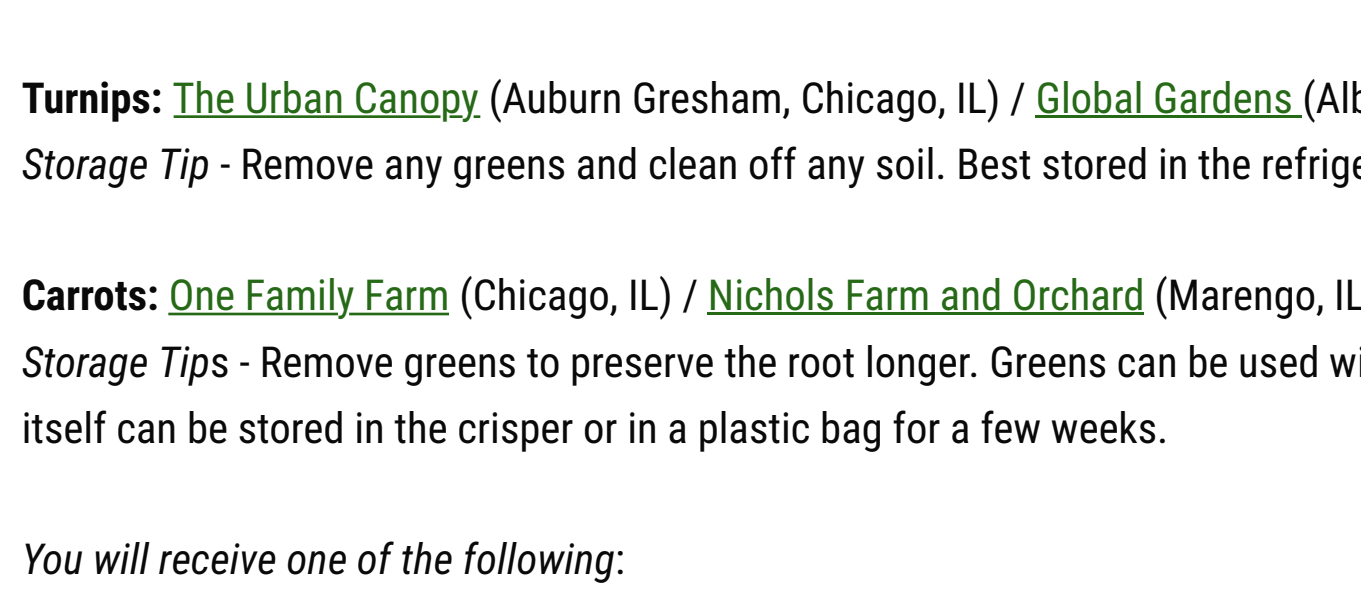 Turnips: The Urban Canopy (Auburn Gresham, Chicago, IL) / Global Gardens (Alb
Storage Tip - Remove any greens and clean off any soil. Best stored in the refrige
Carrots: One Family Farm (Chicago, IL) / Nichols Farm and Orchard (Marengo, IL
Storage Tips - Remove greens to preserve the root longer. Greens can be used wi
itself can be stored in the crisper or in a plastic bag for a few weeks.
You will receive one of the following: